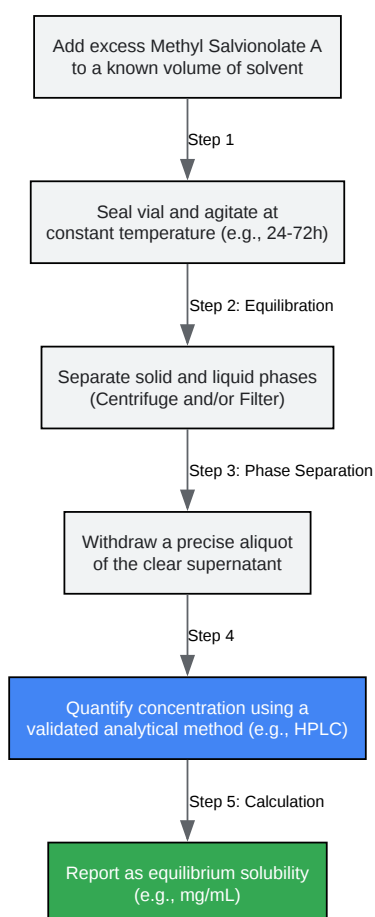 Add excess Methyl Salvionolate A
to a known volume of solvent
Step 1
Seal vial and agitate at
constant temperature (e.g., 24-72h)
Step 2: Equilibration
Separate solid and liquid phases
(Centrifuge and/or Filter)
Step 3: Phase Separation
Withdraw a precise aliquot
of the clear supernatant
Step 4
Quantify concentration using a
validated analytical method (e.g., HPLC)
Step 5: Calculation
Report as equilibrium solubility
(e.g., mg/mL)